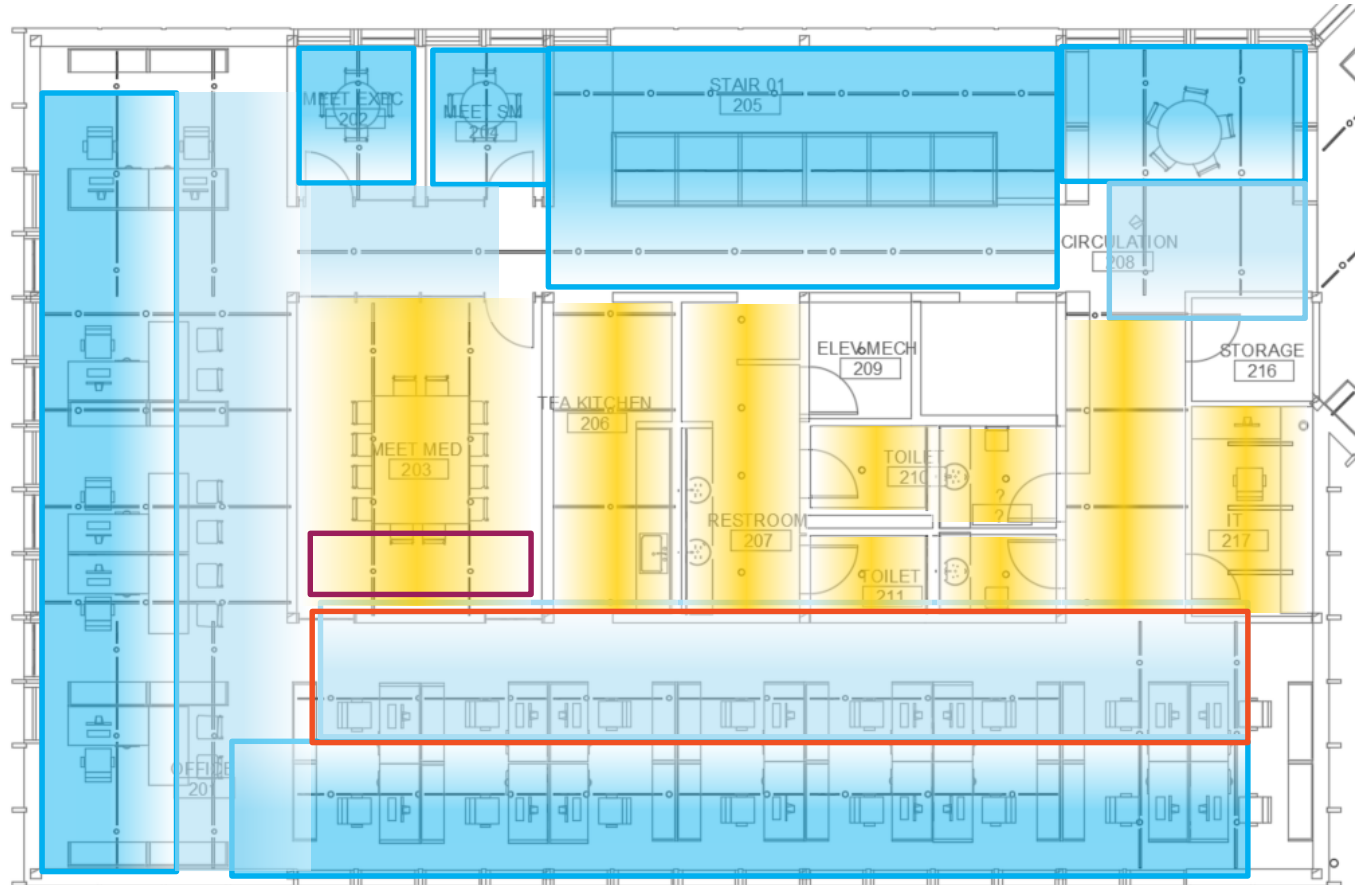 MEET EXEC
202
MEET SM
204
STAIR 01
205
CIRCULATION
208
MEET MED
203
TEA KITCHEN
206
ELEV.MECH
209
STORAGE
216
TOILET
210
?
?
RESTROOM
207
IT
217
TOILET
211
OFFICE
201